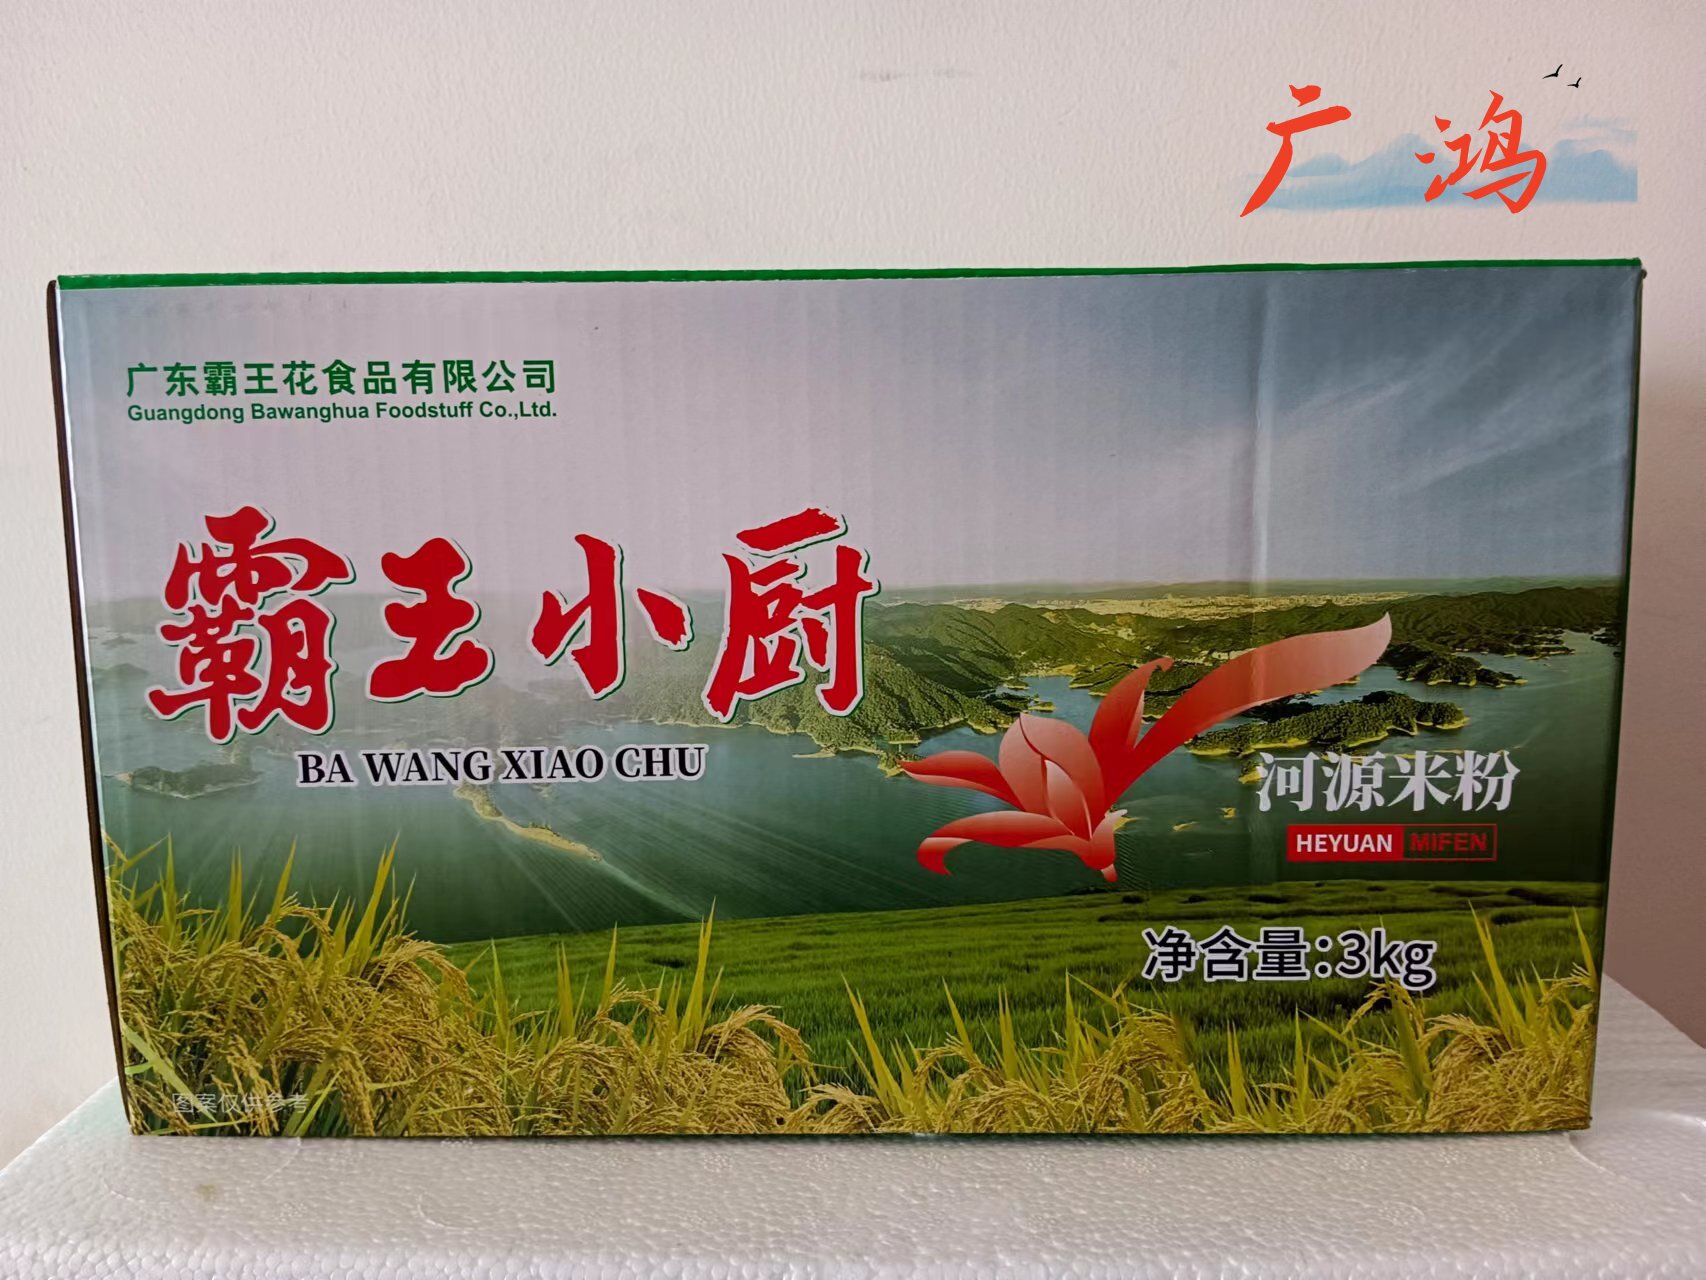 广鸿
广东霸王花食品有限公司
Guangdong Bawanghua Foodstuff Co.,Ltd.
霸王小厨
BA WANG XIAO CHU
河源米粉
HEYUAN MIFEN
净含量:3kg
图案仅供参考